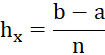 hₓ = (b − a)/n